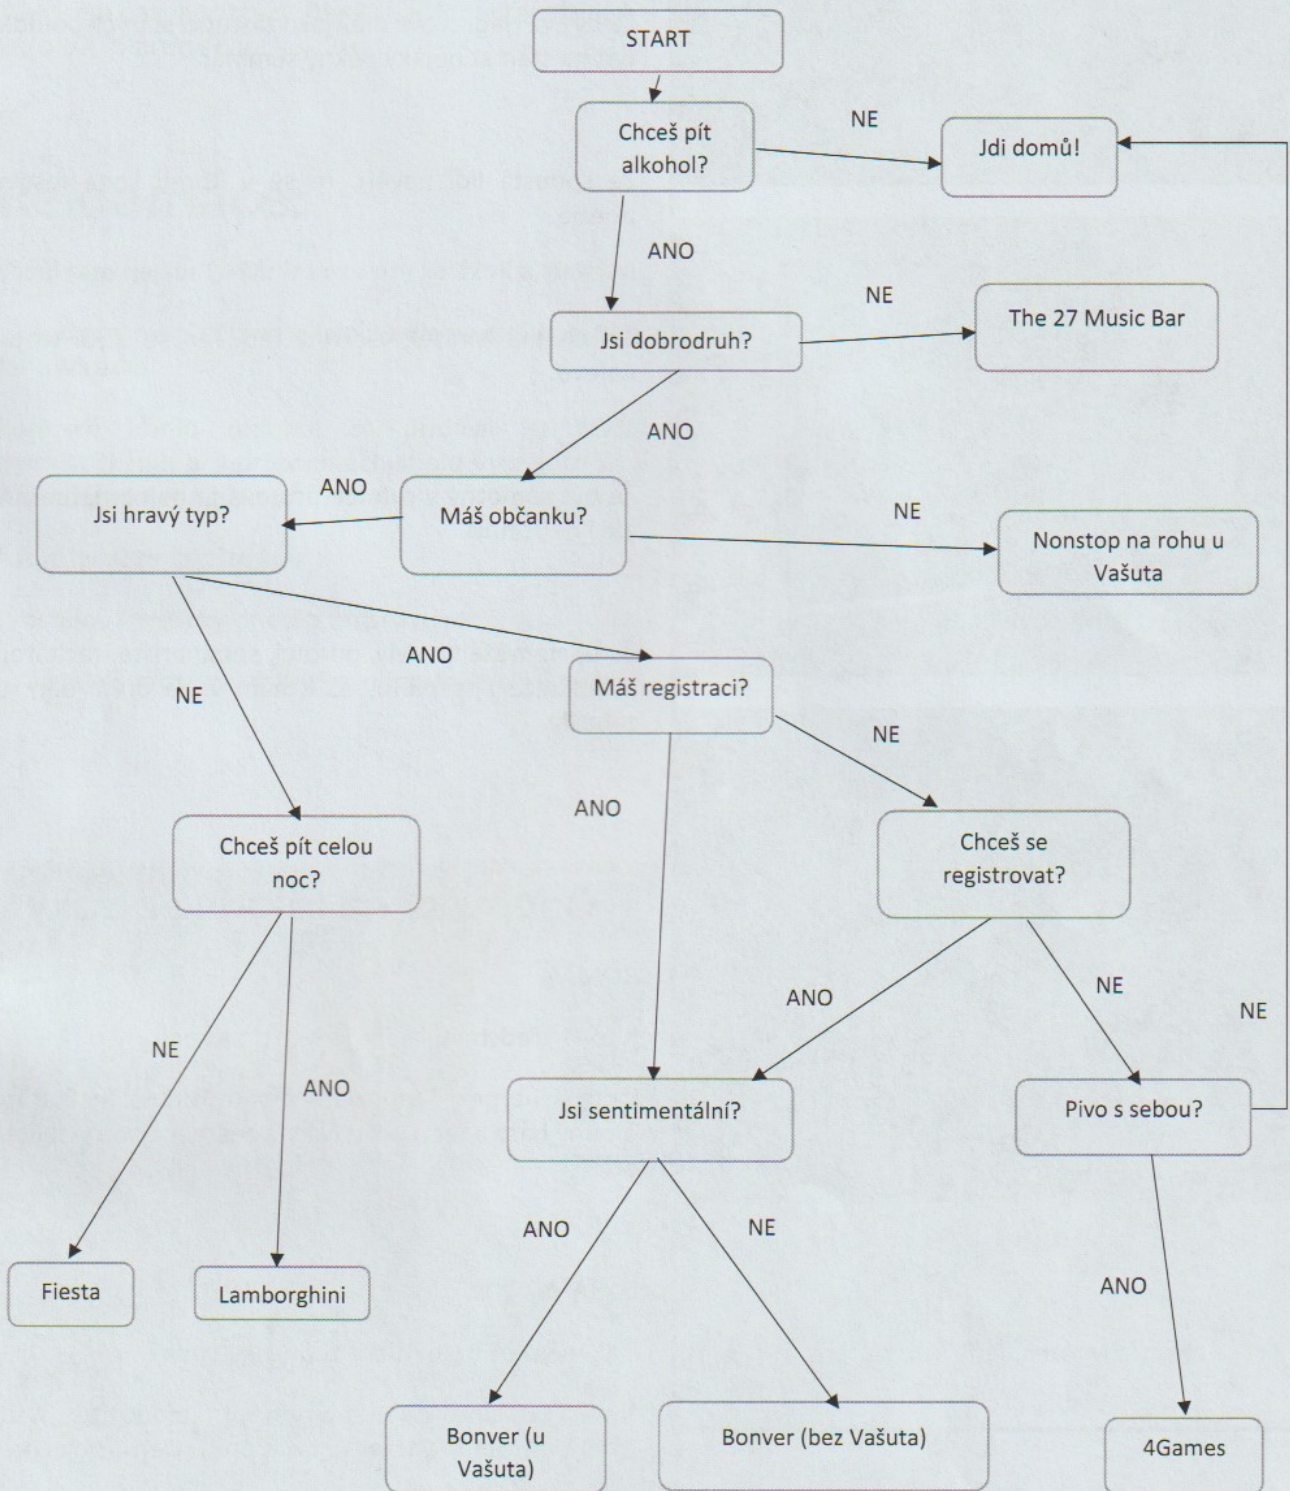 START
Chceš pít
alkohol?
NE
Jdi domů!
ANO
Jsi dobrodruh?
NE
The 27 Music Bar
ANO
Jsi hravý typ?
ANO
Máš občanku?
NE
Nonstop na rohu u
Vašuta
ANO
NE
Máš registraci?
NE
ANO
Chceš pít celou
noc?
Chceš se
registrovat?
ANO
NE
NE
NE
ANO
Jsi sentimentální?
Pivo s sebou?
ANO
NE
ANO
Fiesta
Lamborghini
Bonver (u
Vašuta)
Bonver (bez Vašuta)
4Games